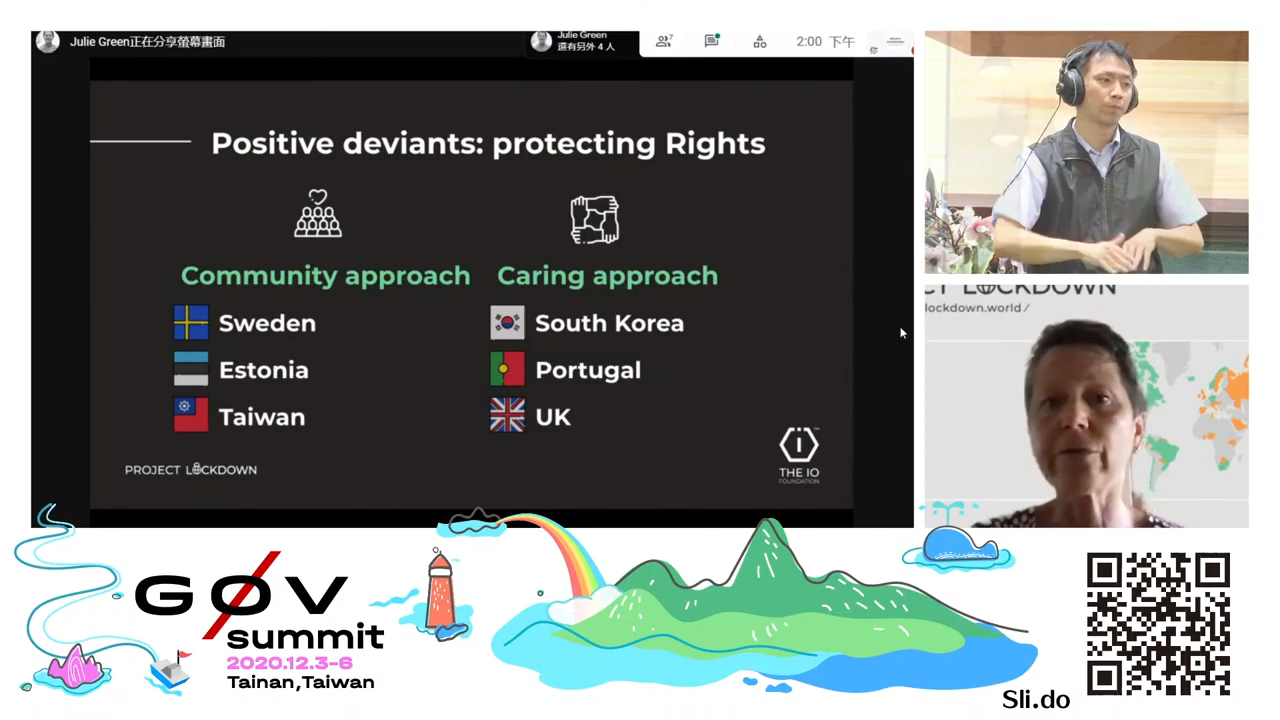 Julie Green正在分享螢幕畫面
Julie Green
還有另外 4 人
7
2:00 下午
你
Positive deviants: protecting Rights
Community approach
Caring approach
Sweden
South Korea
Estonia
Portugal
Taiwan
UK
PROJECT LOCKDOWN
THE IO
FOUNDATION
CT LOCKDOWN
lockdown.world/
G0V
summit
2020.12.3-6
Tainan,Taiwan
Sli.do